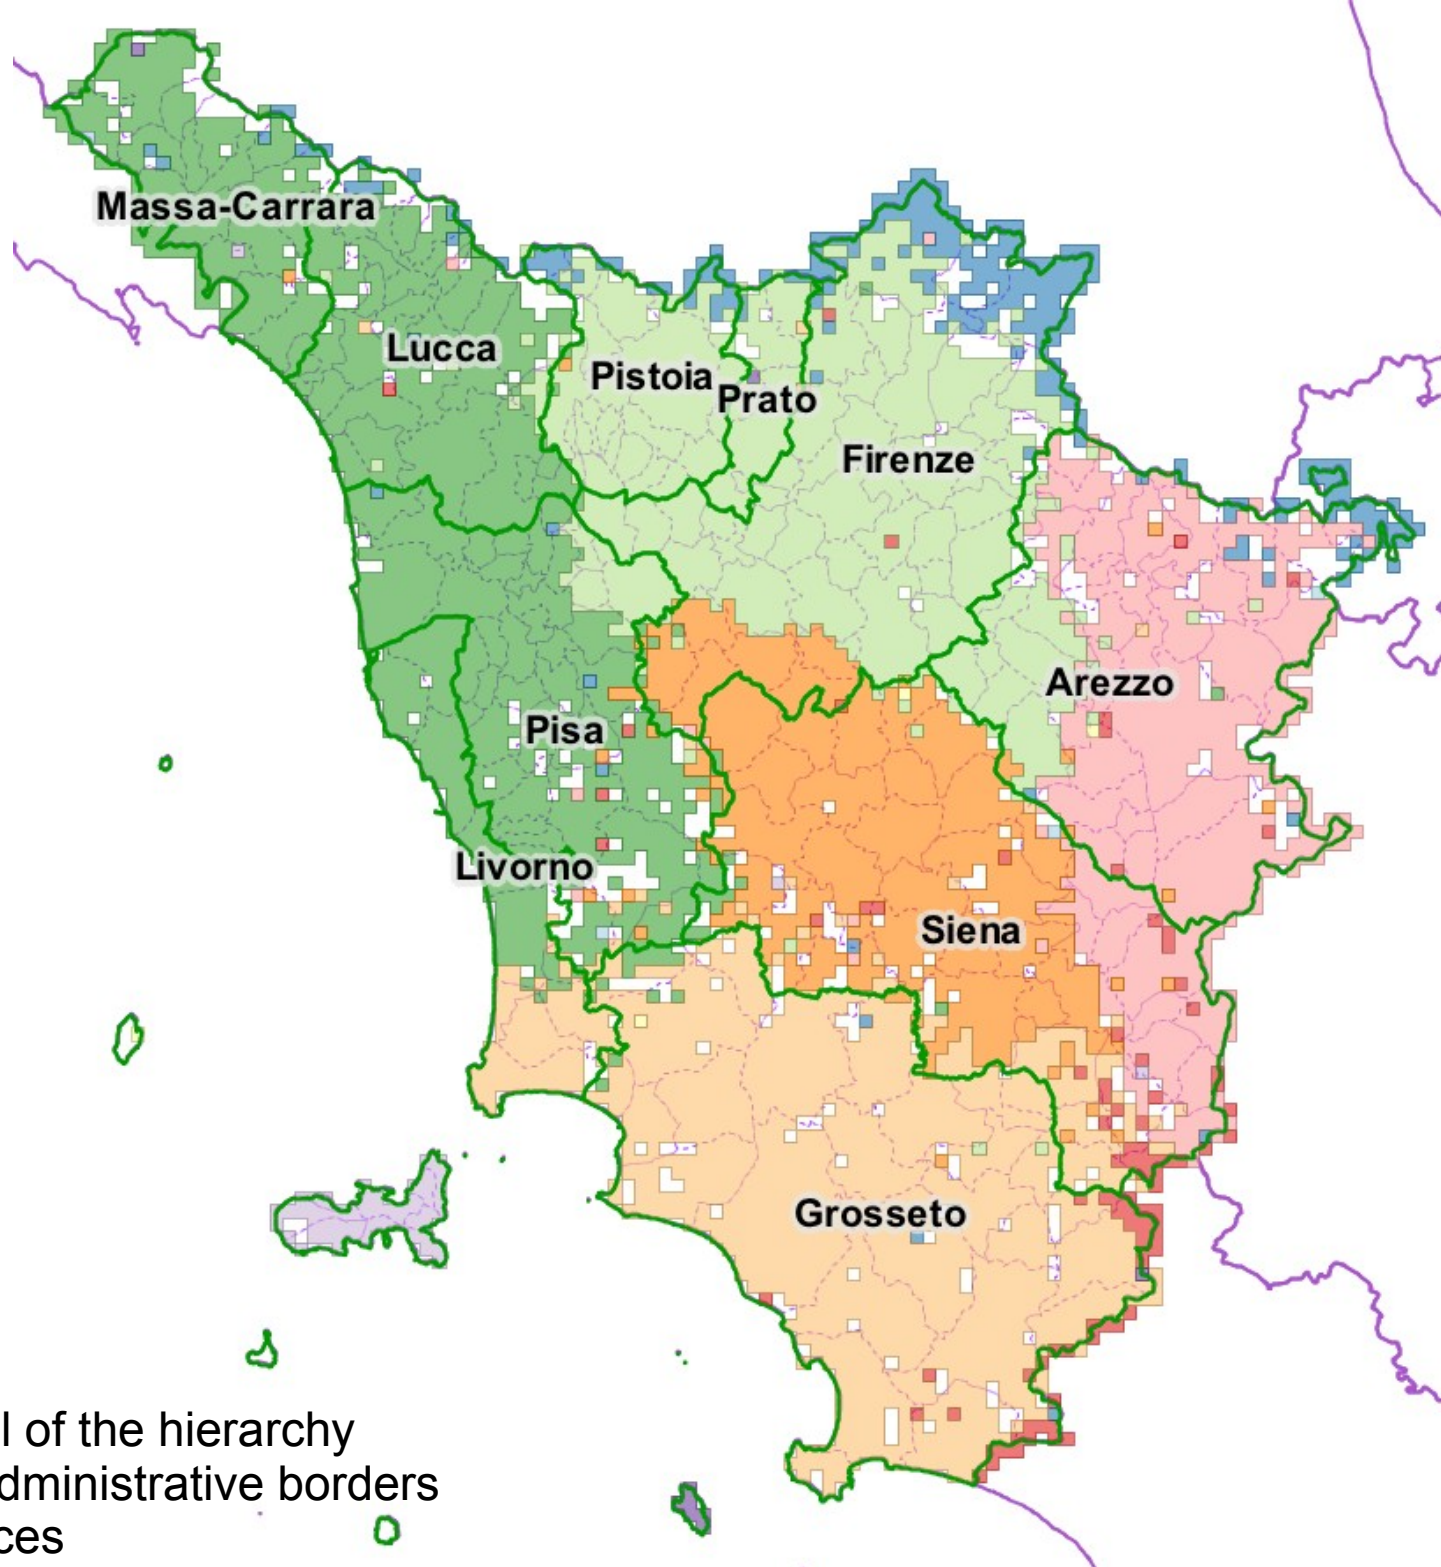 Massa-Carrara
Lucca
Pistoia
Prato
Firenze
Arezzo
Pisa
Livorno
Siena
Grosseto
l of the hierarchy
dministrative borders
ces